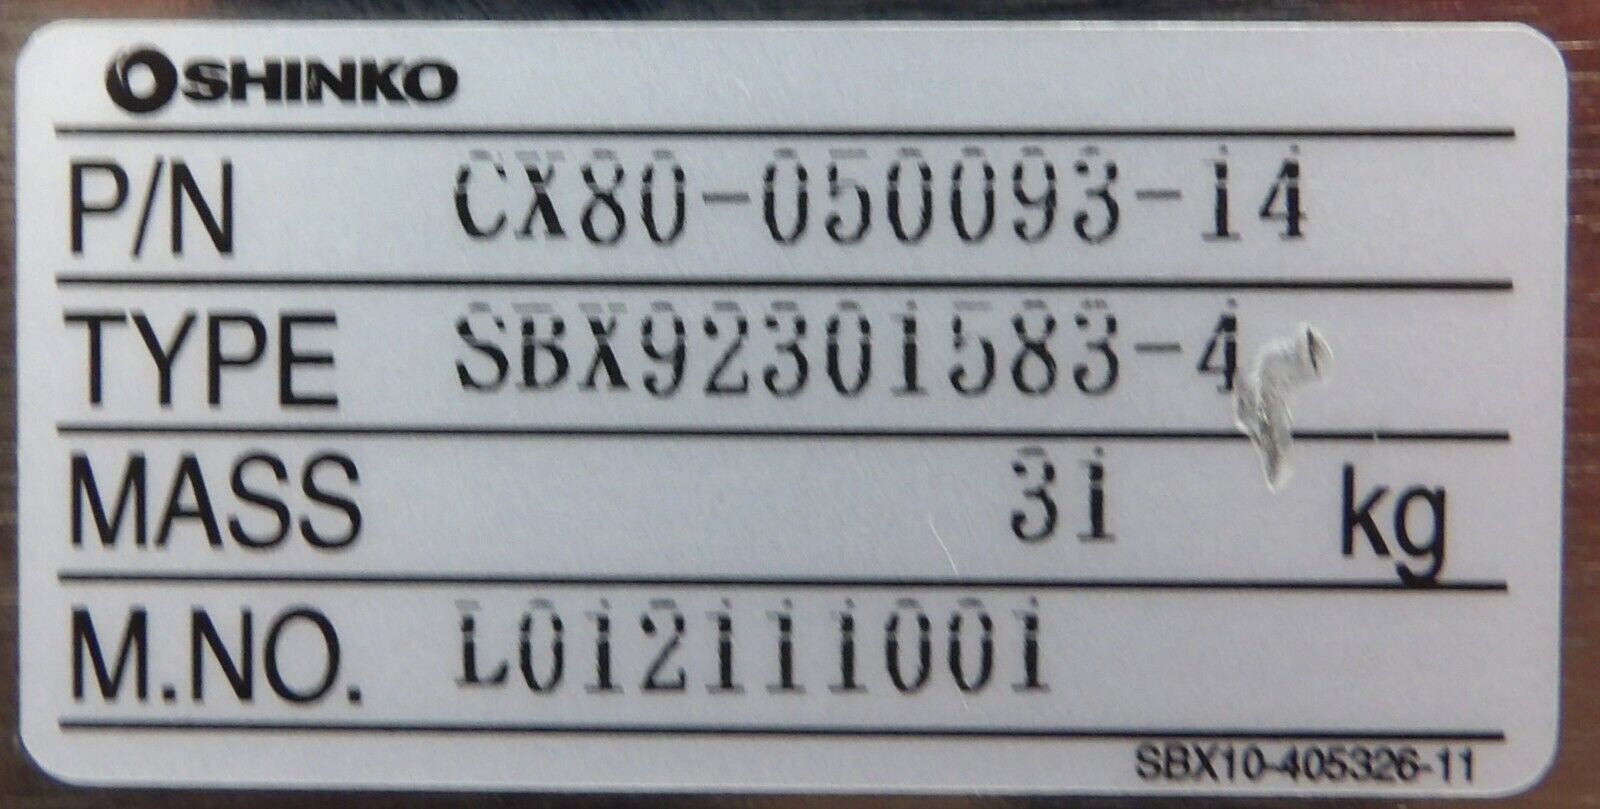 SHINKO
P/N CX80-050093-14
TYPE SBX92301583-4
MASS 31 kg
M.NO. L012111001
SBX10-405326-11